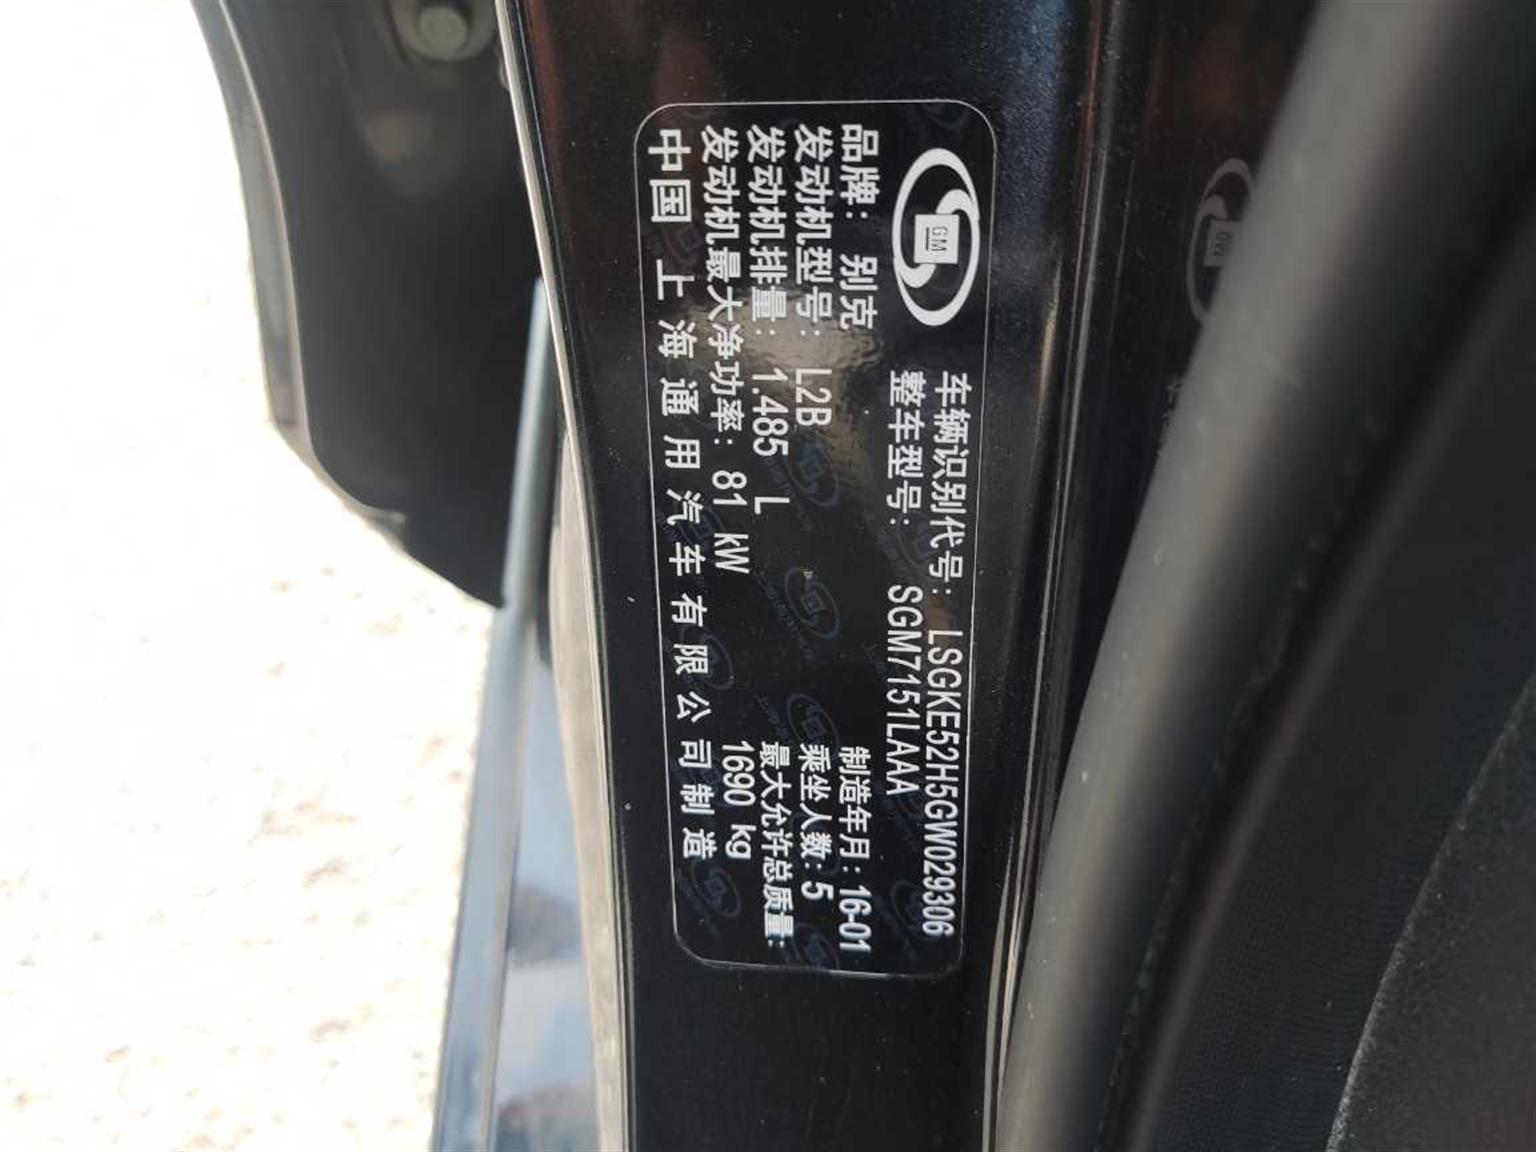 GM
车辆识别代号: LSGKE52H5GW029306
整车型号: SGM7151LAAA
品牌: 别克
制造年月: 16-01
发动机型号: L2B
乘坐人数: 5
发动机排量: 1.485 L
最大允许总质量:
1690 kg
发动机最大净功率: 81 kW
中国 上海通用汽车有限公司制造